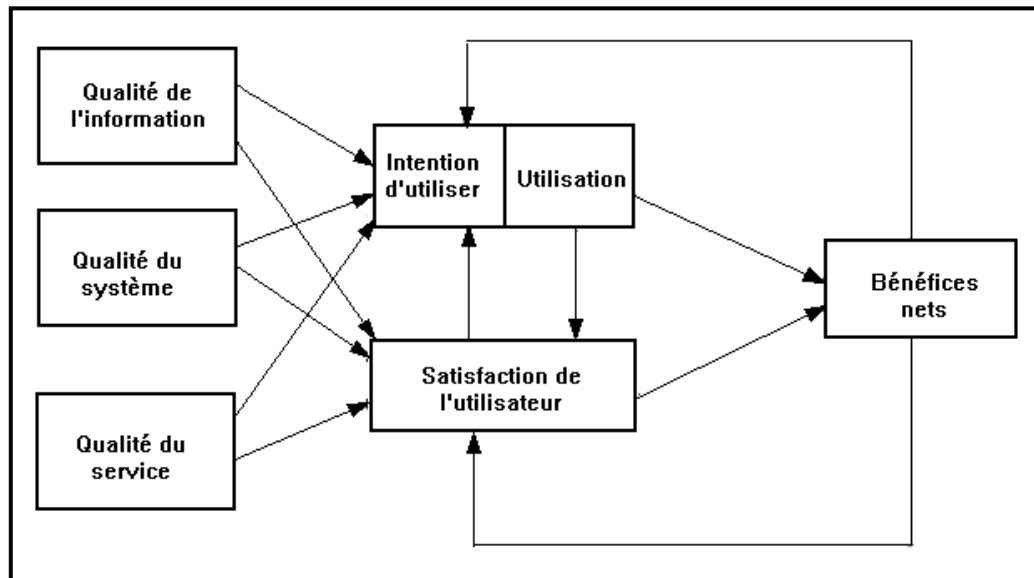 Qualité de
l'information
Intention
d'utiliser
Utilisation
Qualité du
système
Bénéfices
nets
Satisfaction de
l'utilisateur
Qualité du
service